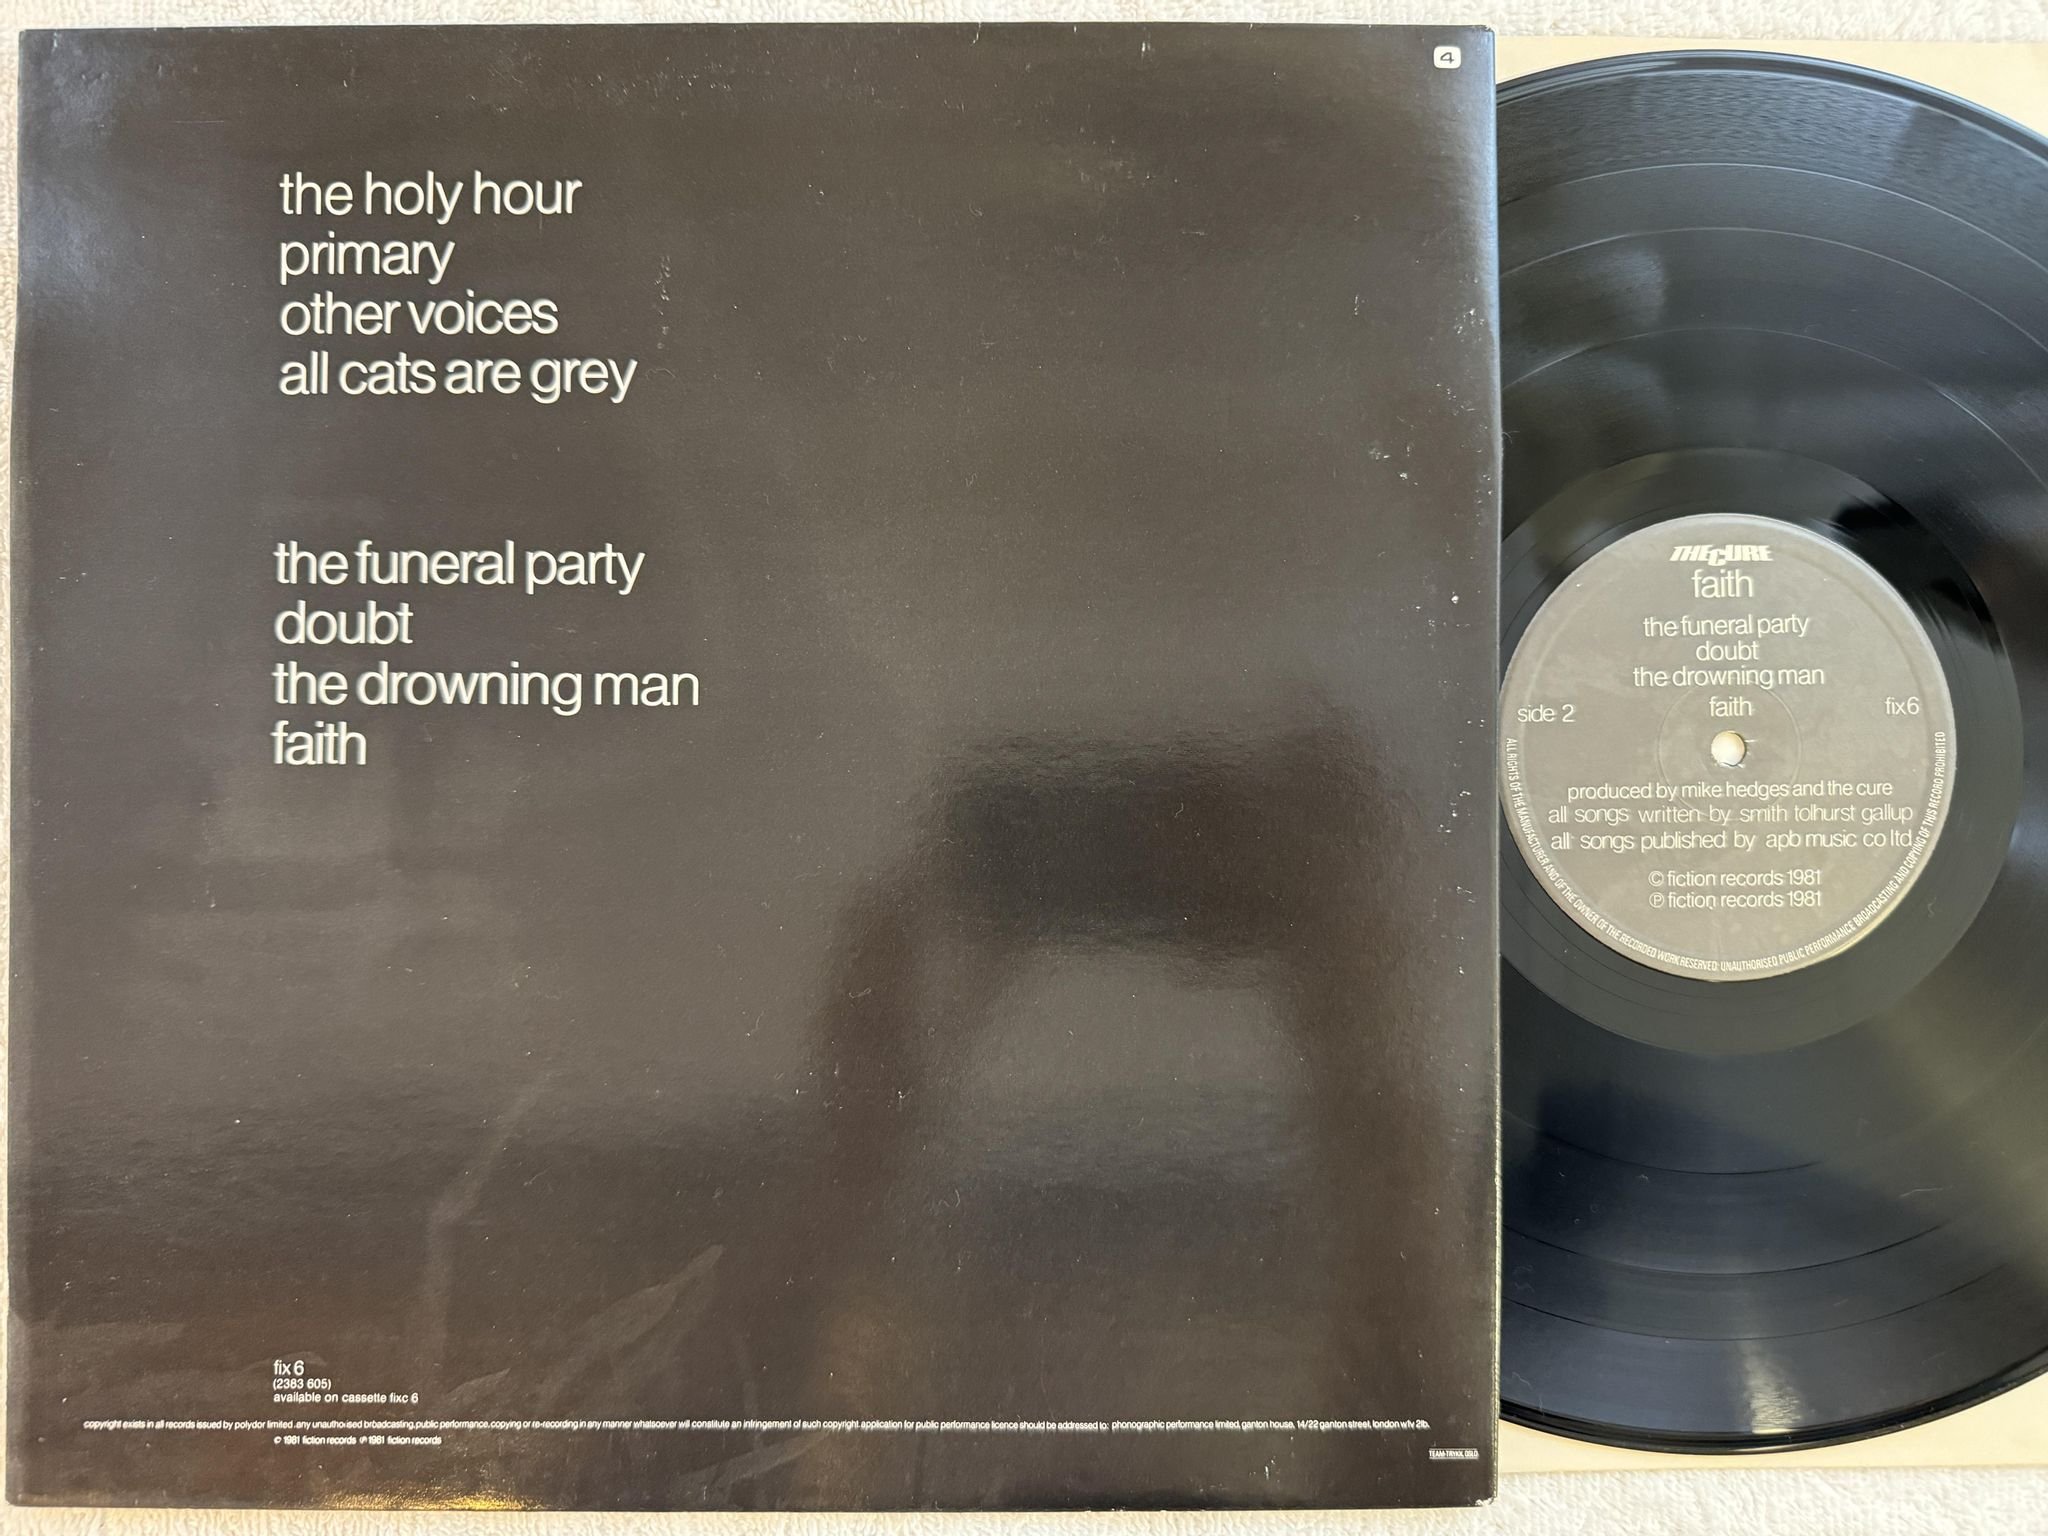 4
the holy hour
primary
other voices
all cats are grey
the funeral party
doubt
the drowning man
faith
fix 6
(2383 605)
available on cassette fixc 6
copyright exists in all records issued by polydor limited. any unauthorised broadcasting, public performance, copying or re-recording in any manner whatsoever will constitute an infringement of such copyright. application for public performance licence should be addressed to: phonographic performance limited, ganton house, 14/22 ganton street, london w1v 2lb.
© 1981 fiction records ℗ 1981 fiction records
TEAM-TRYKK, OSLO
THE CURE
faith
the funeral party
doubt
the drowning man
faith
side 2
fix 6
produced by mike hedges and the cure
all songs written by smith tolhurst gallup
all songs published by apb music co ltd
© fiction records 1981
℗ fiction records 1981
ALL RIGHTS OF THE MANUFACTURER AND OF THE OWNER OF THE RECORDED WORK RESERVED. UNAUTHORISED PUBLIC PERFORMANCE BROADCASTING AND COPYING OF THIS RECORD PROHIBITED